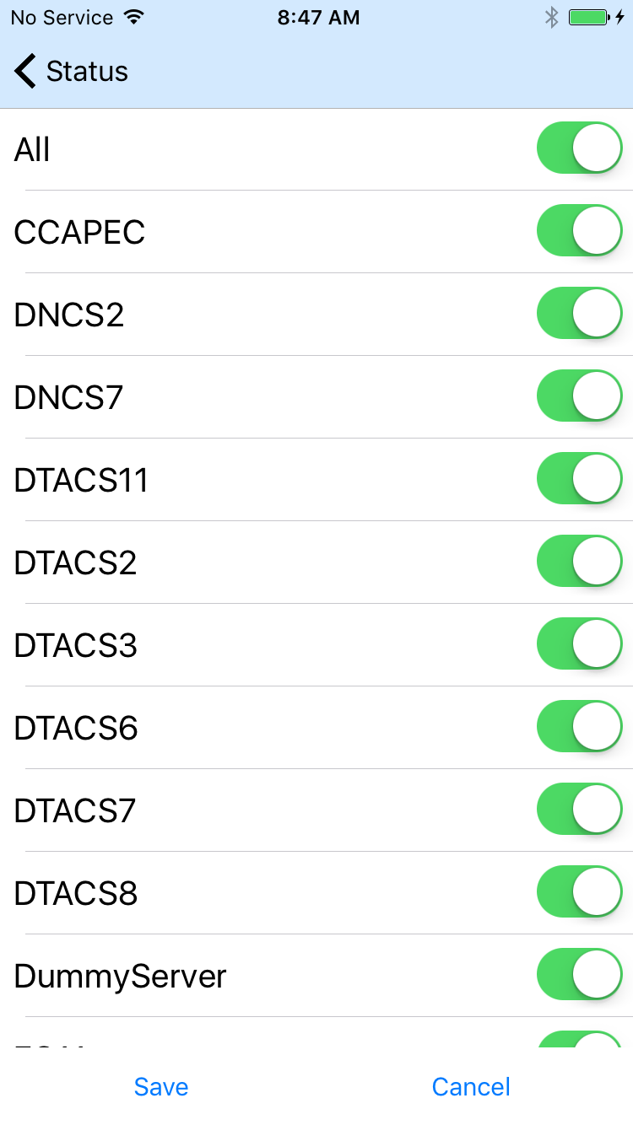 No Service 8:47 AM
Status
All
CCAPEC
DNCS2
DNCS7
DTACS11
DTACS2
DTACS3
DTACS6
DTACS7
DTACS8
DummyServer
Save Cancel